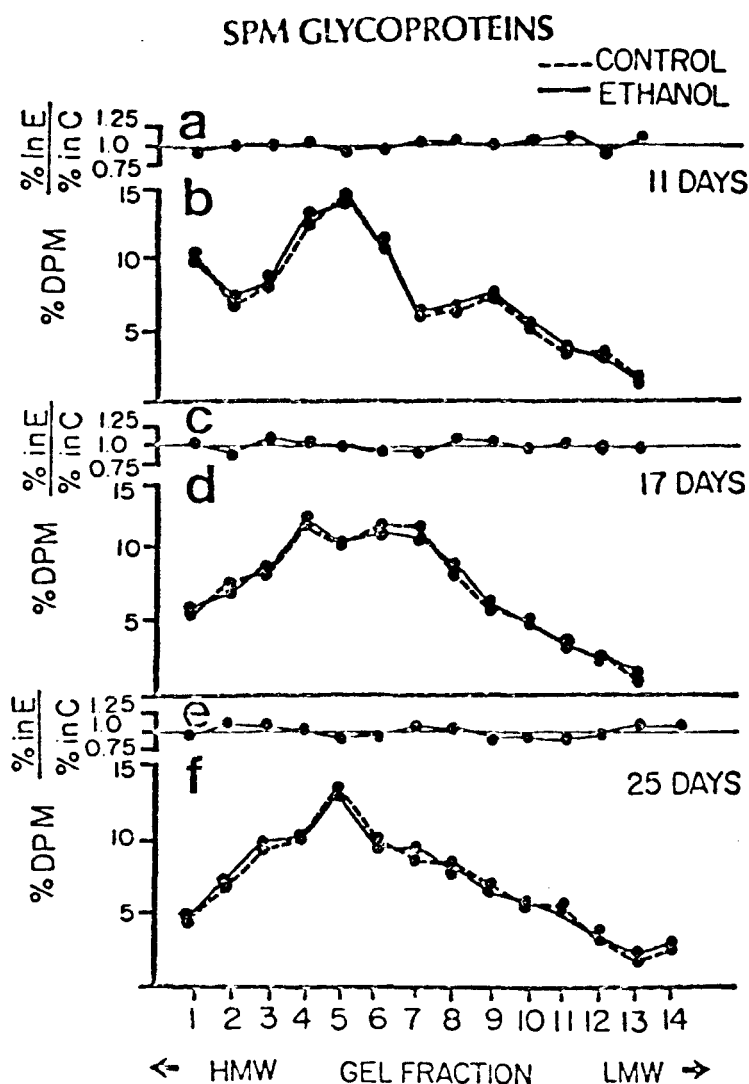 SPM GLYCOPROTEINS
---- CONTROL
— ETHANOL
% In E
% in C
1.25
1.0
0.75
a
11 DAYS
% DPM
15
10
5
b
% in E
% in C
1.25
1.0
0.75
c
17 DAYS
% DPM
15
10
5
d
% in E
% in C
1.25
1.0
0.75
e
25 DAYS
% DPM
15
10
5
f
1 2 3 4 5 6 7 8 9 10 11 12 13 14
← HMW GEL FRACTION LMW →